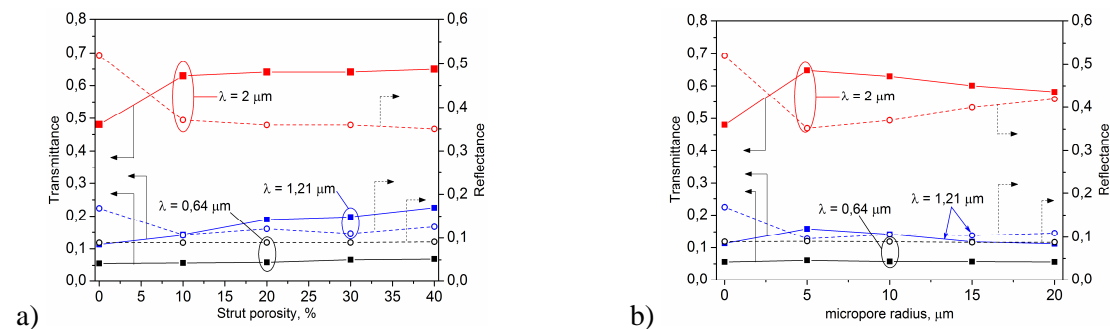 a)
0,8
0,7
0,6
0,5
0,4
0,3
0,2
0,1
0,0
Transmittance
0,6
0,5
0,4
0,3
0,2
0,1
0,0
Reflectance
λ = 2 μm
λ = 1,21 μm
λ = 0,64 μm
0 5 10 15 20 25 30 35 40
Strut porosity, %
b)
0,8
0,7
0,6
0,5
0,4
0,3
0,2
0,1
0,0
Transmittance
0,6
0,5
0,4
0,3
0,2
0,1
0,0
Reflectance
λ = 2 μm
λ = 0,64 μm
λ = 1,21 μm
0 5 10 15 20
micropore radius, μm